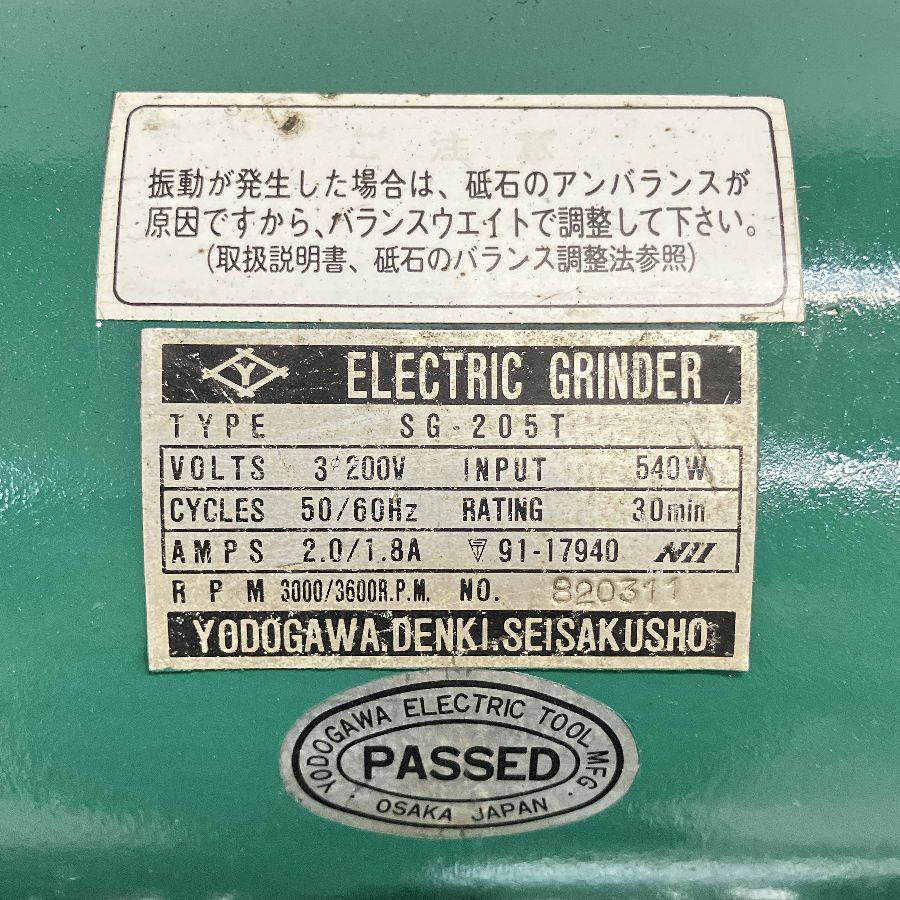 ご注意
振動が発生した場合は、砥石のアンバランスが
原因ですから、バランスウエイトで調整して下さい。
(取扱説明書、砥石のバランス調整法参照)
Y ELECTRIC GRINDER
TYPE SG-205T
VOLTS 3φ200V INPUT 540W
CYCLES 50/60Hz RATING 30min
AMPS 2.0/1.8A 〒 91-17940
RPM 3000/3600R.P.M. NO. 820311
YODOGAWA.DENKI.SEISAKUSHO
YODOGAWA ELECTRIC TOOL MFG.
PASSED
OSAKA JAPAN